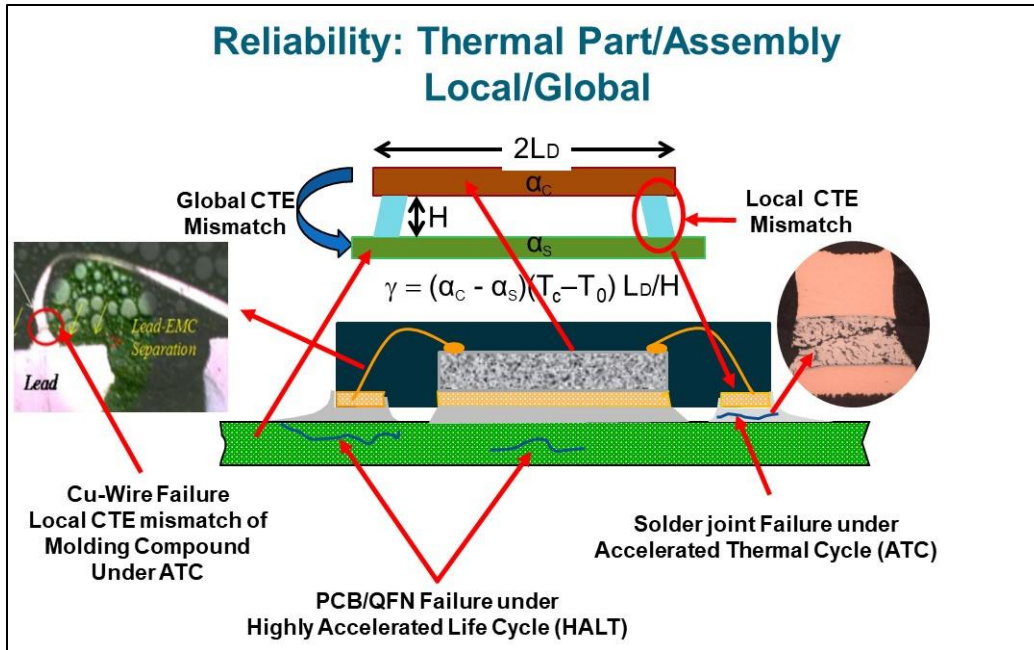 Reliability: Thermal Part/Assembly
Local/Global
2LD
αC
Global CTE
Mismatch
H
Local CTE
Mismatch
αS
γ = (αC - αS)(Tc–T0) LD/H
Lead-EMC
Separation
Lead
Cu-Wire Failure
Local CTE mismatch of
Molding Compound
Under ATC
Solder joint Failure under
Accelerated Thermal Cycle (ATC)
PCB/QFN Failure under
Highly Accelerated Life Cycle (HALT)